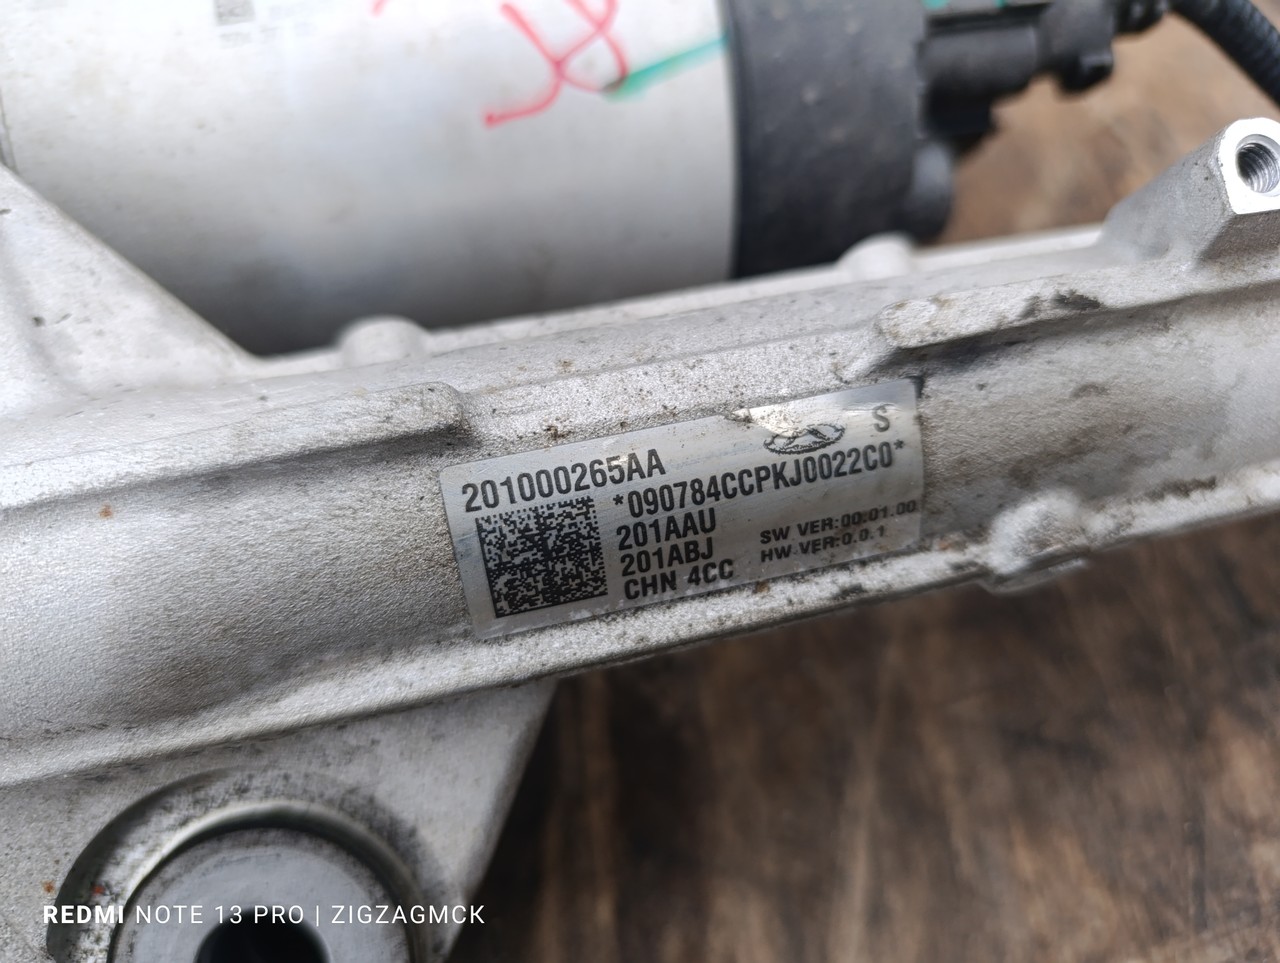 201000265AA
S
*090784CCPKJ0022C0*
201AAU
201ABJ
CHN 4CC
SW VER:00.01.00
HW VER:0.0.1
REDMI NOTE 13 PRO | ZIGZAGMCK